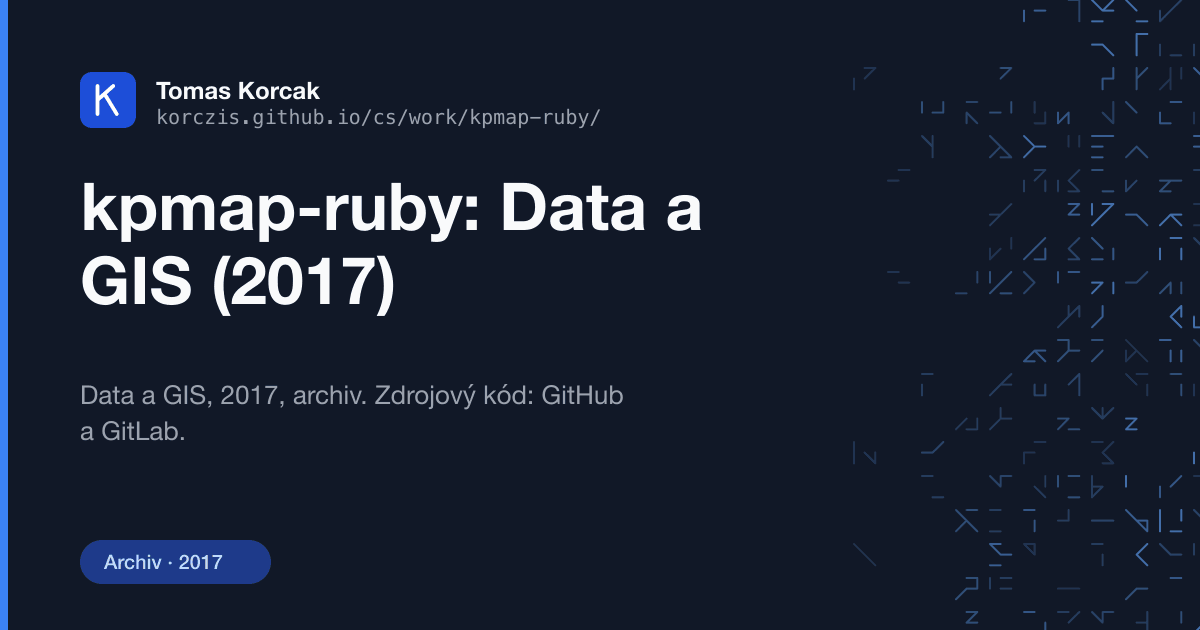 K
Tomas Korcak
korczis.github.io/cs/work/kpmap-ruby/
kpmap-ruby: Data a
GIS (2017)
Data a GIS, 2017, archiv. Zdrojový kód: GitHub
a GitLab.
Archiv · 2017